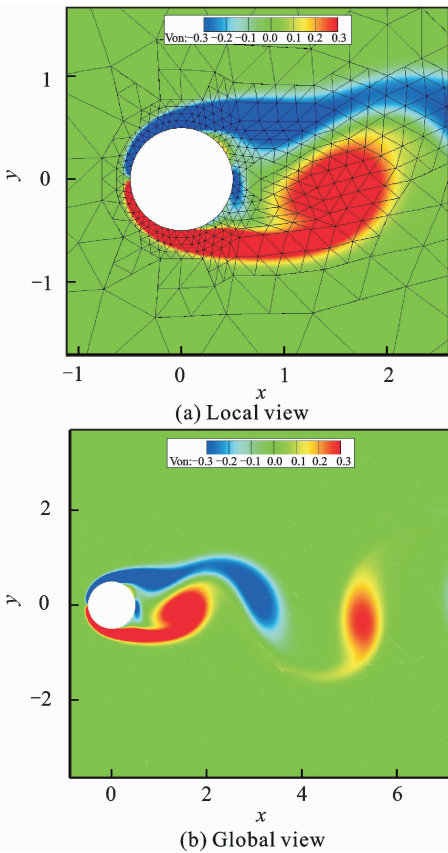 Von: -0.3 -0.2 -0.1 0.0 0.1 0.2 0.3
1
y
0
-1
-1 0 1 2
x
(a) Local view
Von: -0.3 -0.2 -0.1 0.0 0.1 0.2 0.3
2
y
0
-2
0 2 4 6
x
(b) Global view